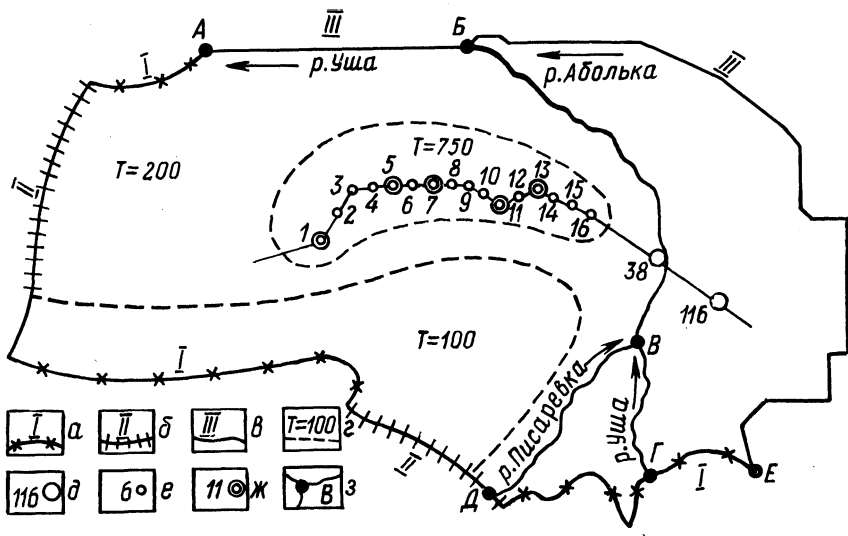 А
III
Б
I
р.Уша
р.Аболька
III
T=750
T=200
5
8
13
3
10
12
15
4
6
7
9
II
2
11
14
16
1
38
116
T=100
В
I
р.Писаревка
р.Уша
I
а
II
б
III
в
T=100
г
II
Г
I
Е
116
д
6
е
11
ж
В
з
Д